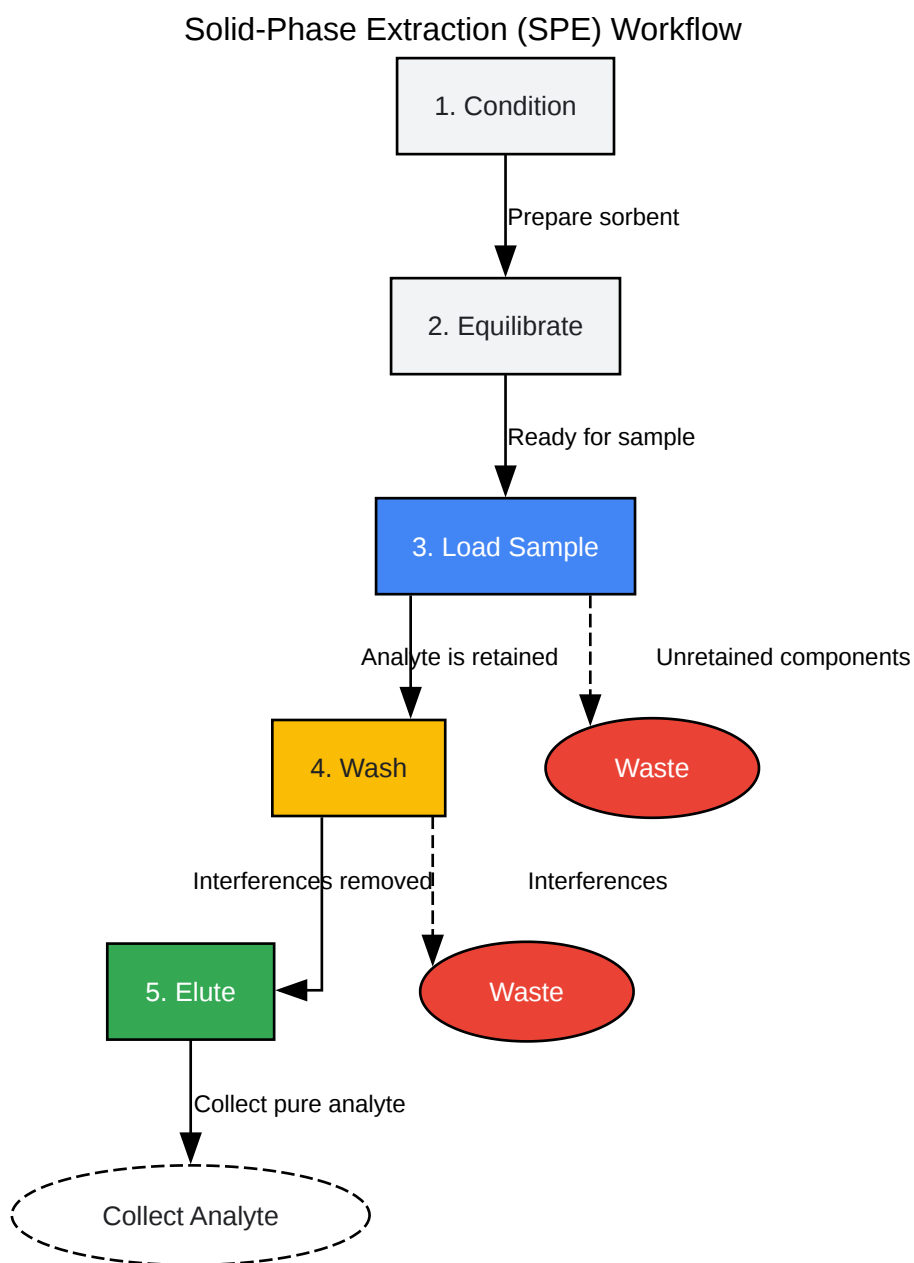 Solid-Phase Extraction (SPE) Workflow
1. Condition
Prepare sorbent
2. Equilibrate
Ready for sample
3. Load Sample
Analyte is retained
Unretained components
4. Wash
Waste
Interferences removed
Interferences
5. Elute
Waste
Collect pure analyte
Collect Analyte